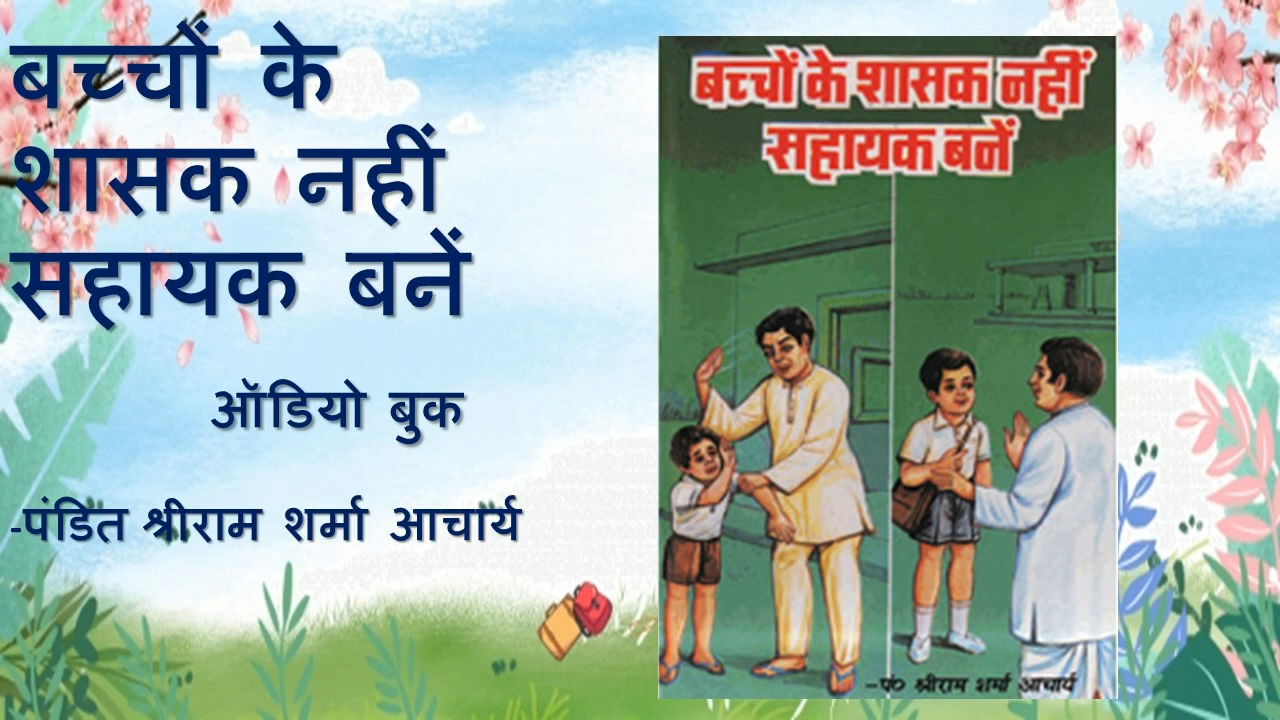 बच्चों के
शासक नहीं
सहायक बनें
ऑडियो बुक
-पंडित श्रीराम शर्मा आचार्य
बच्चों के शासक नहीं
सहायक बनें
-पं० श्रीराम शर्मा आचार्य